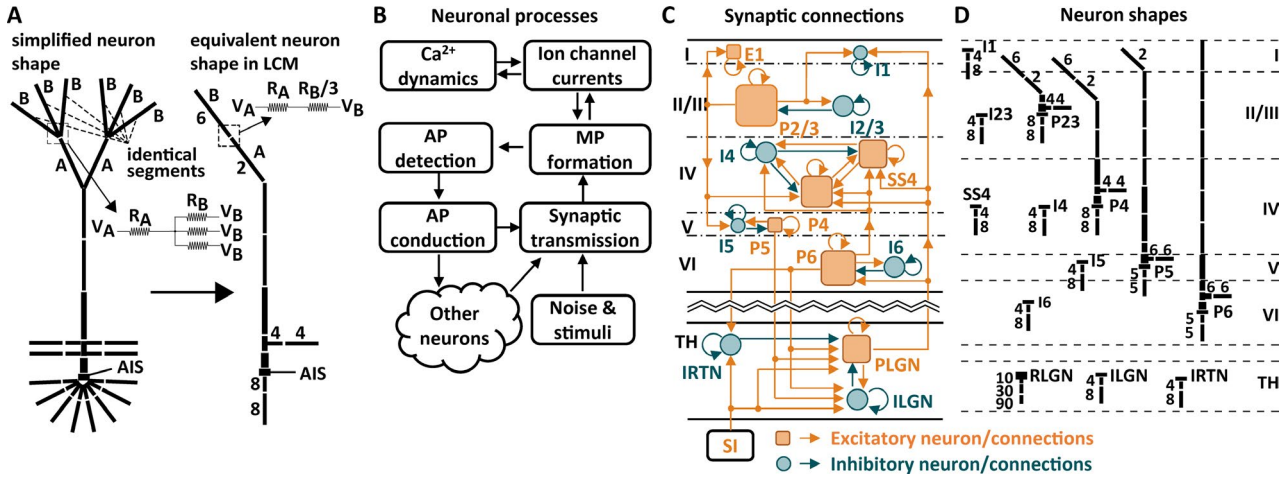 A
simplified neuron
shape
B B B B
B B
A A
identical
segments
V_A R_A R_B V_B
V_B
V_B
AIS
equivalent neuron
shape in LCM
B
6
A
2
V_A R_A R_B/3 V_B
4 4
AIS
8
8
B
Neuronal processes
Ca²⁺
dynamics
Ion channel
currents
AP
detection
MP
formation
AP
conduction
Synaptic
transmission
Other
neurons
Noise &
stimuli
C
Synaptic connections
I
E1
I1
II/III
P2/3
I2/3
IV
I4
SS4
P4
V
I5
P5
VI
P6
I6
TH
IRTN
PLGN
ILGN
SI
Excitatory neuron/connections
Inhibitory neuron/connections
D
Neuron shapes
I1
4
8
6
2
6
2
2
I
I23
4
8
44
P23
8
8
II/III
SS4
4
8
I4
4
8
4 4
P4
8
8
IV
I5
4
8
6 6
P5
5
5
V
I6
4
8
6 6
P6
5
5
VI
RLGN
10
30
90
ILGN
4
8
IRTN
4
8
TH